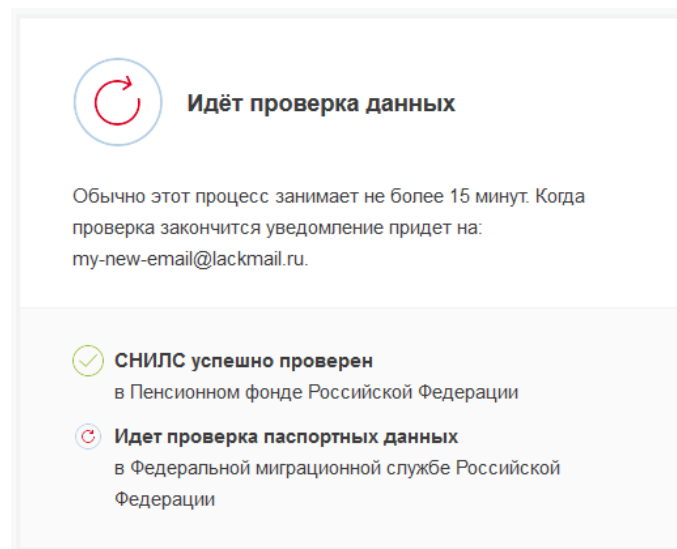 Идёт проверка данных
Обычно этот процесс занимает не более 15 минут. Когда
проверка закончится уведомление придет на:
my-new-email@lackmail.ru.
СНИЛС успешно проверен
в Пенсионном фонде Российской Федерации
Идет проверка паспортных данных
в Федеральной миграционной службе Российской
Федерации